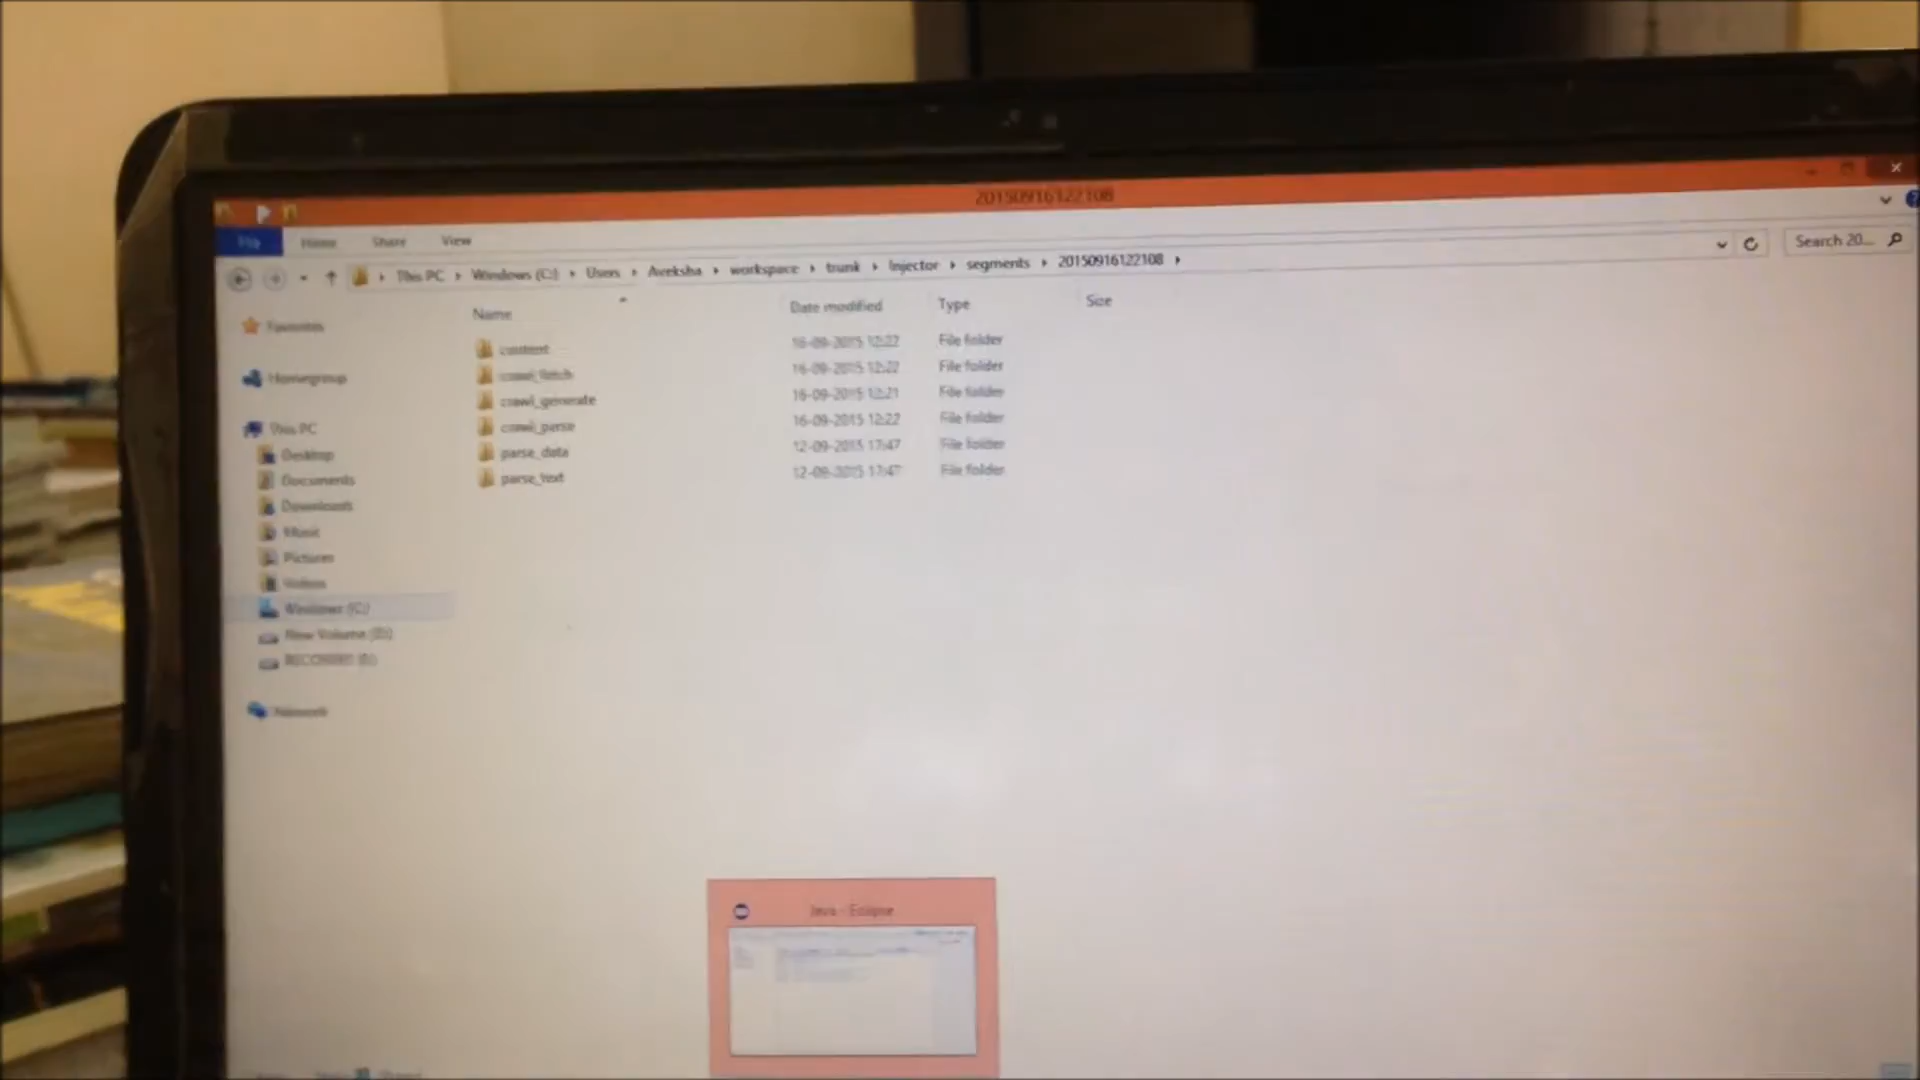 20150916122108
File
Home Share View
This PC Windows (C:) Users Aveksha workspace trunk Injector segments 20150916122108
Search 20...
Name Date modified Type Size
content 16-09-2015 12:22 File folder
crawl_fetch 16-09-2015 12:22 File folder
crawl_generate 16-09-2015 12:21 File folder
crawl_parse 16-09-2015 12:22 File folder
parse_data 12-09-2015 17:47 File folder
parse_text 12-09-2015 17:47 File folder
Favorites
Homegroup
This PC
Desktop
Documents
Downloads
Music
Pictures
Videos
Windows (C:)
New Volume (D:)
RECOVERY
Network
Java - Eclipse